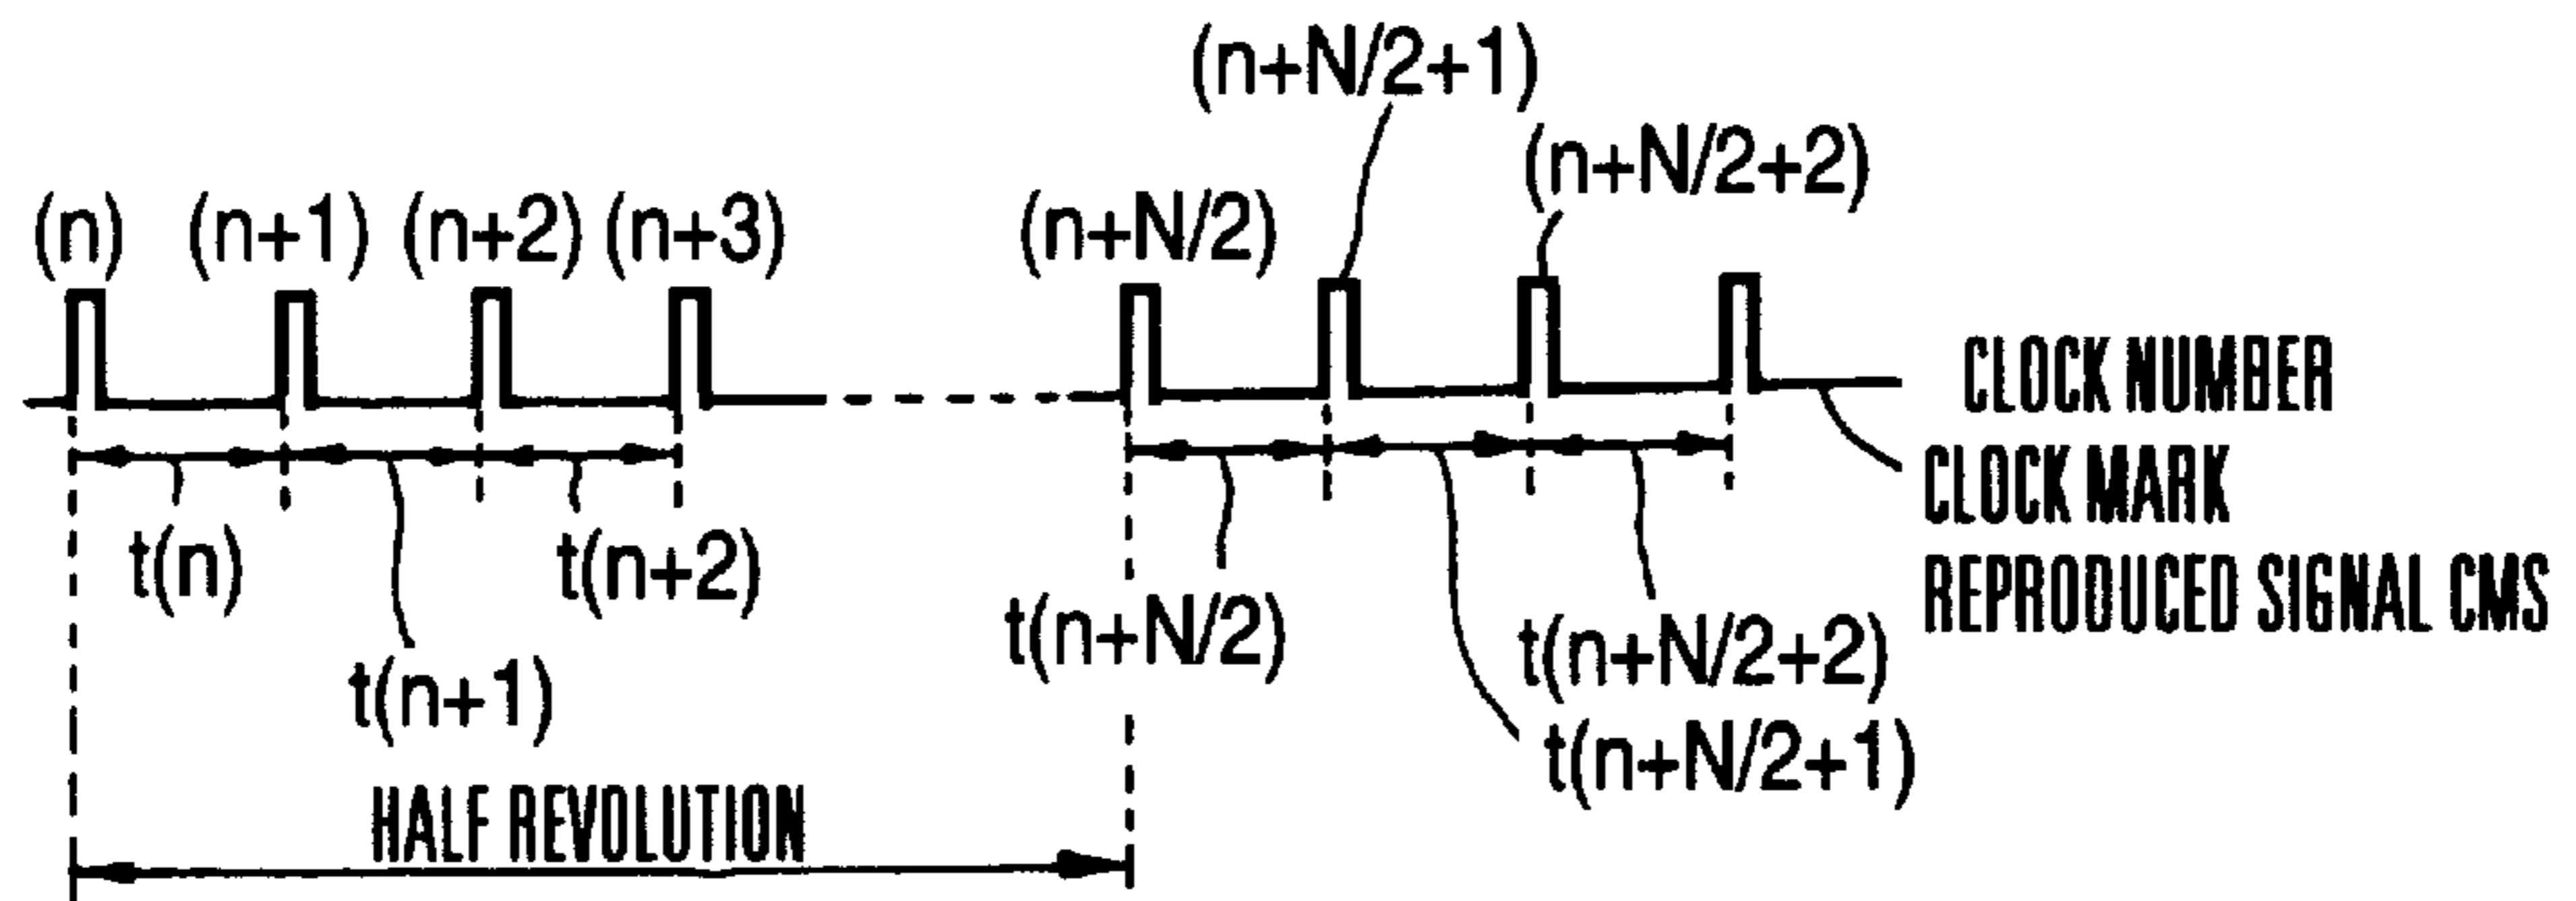 (n+N/2+1)
(n+N/2+2)
(n) (n+1) (n+2) (n+3) (n+N/2)
CLOCK NUMBER
CLOCK MARK
REPRODUCED SIGNAL CMS
t(n) t(n+2)
t(n+N/2) t(n+N/2+2)
t(n+1)
t(n+N/2+1)
HALF REVOLUTION